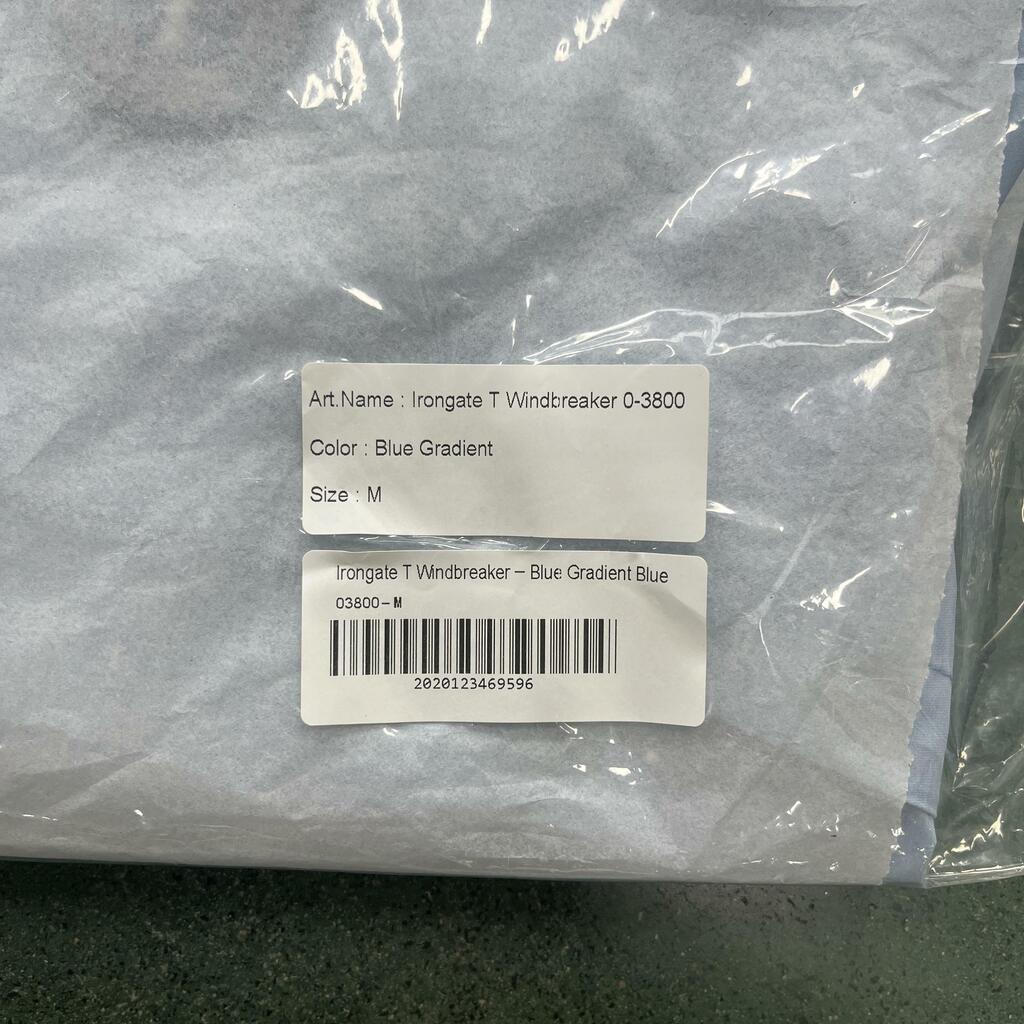 Art.Name : Irongate T Windbreaker 0-3800
Color : Blue Gradient
Size : M
Irongate T Windbreaker – Blue Gradient Blue
03800-M
2020123469596